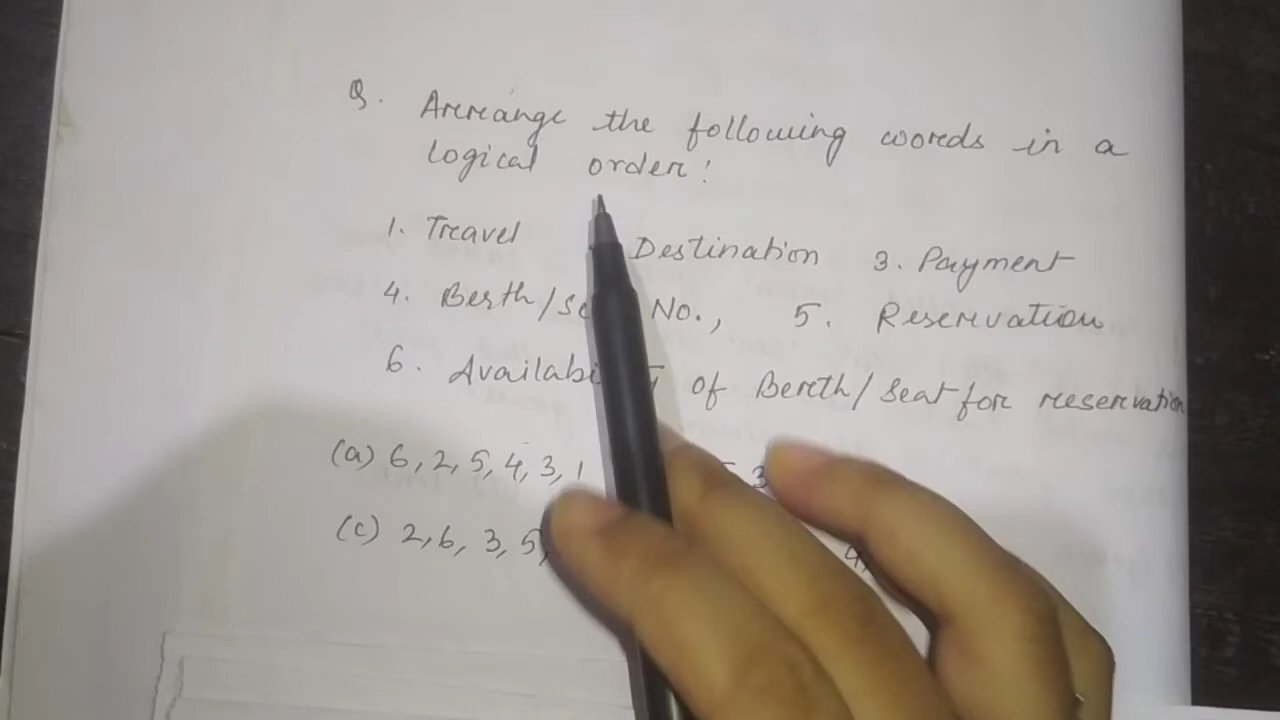 Q. Arrange the following words in a
logical order:
1. Travel Destination 3. Payment
4. Berth/ No., 5. Reservation
6. of Berth/Seat for reservation
(a) 6, 2, 5, 4, 3, 1 3
(c) 2, 6, 3, 5,